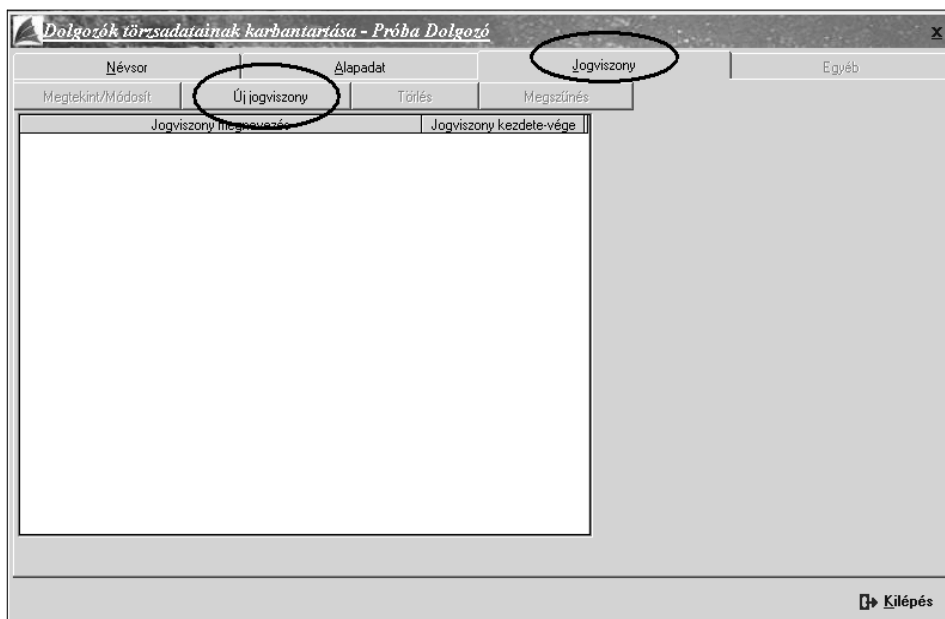 Dolgozók törzsadatainak karbantartása - Próba Dolgozó x
Névsor Alapadat Jogviszony Egyéb
Megtekint/Módosít Új jogviszony Törlés Megszűnés
Jogviszony megnevezés Jogviszony kezdete-vége
Kilépés